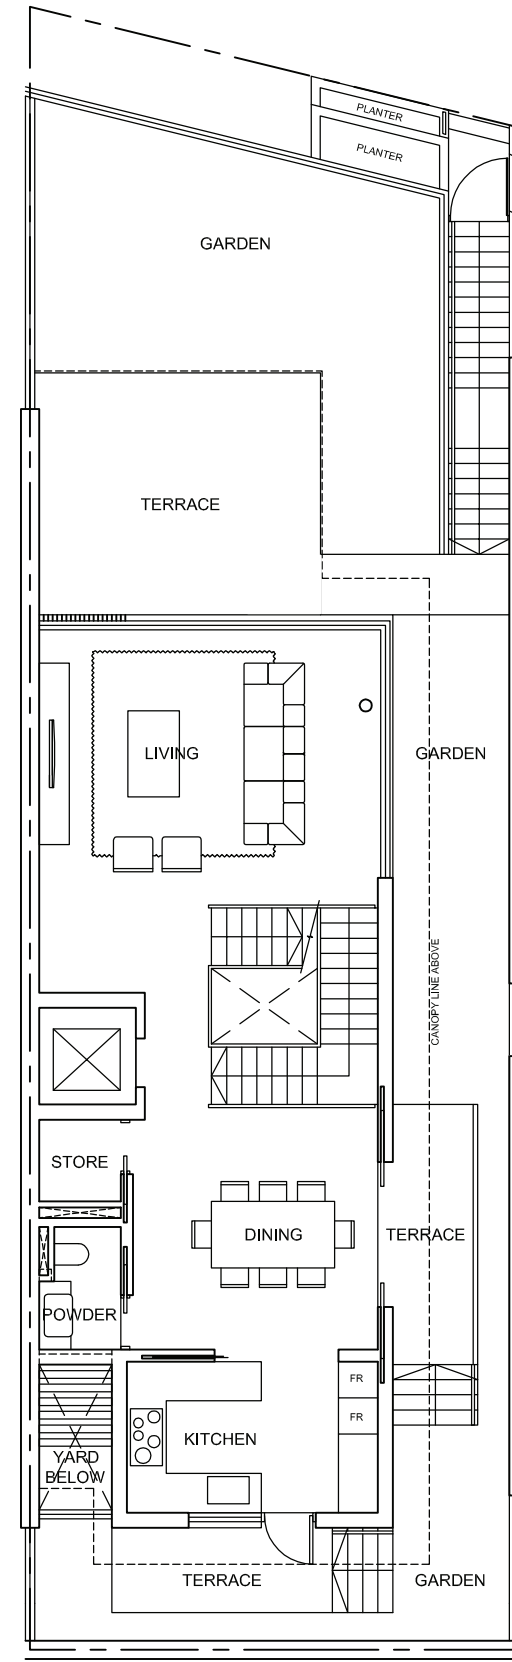 PLANTER
PLANTER
GARDEN
TERRACE
LIVING
GARDEN
CANOPY LINE ABOVE
STORE
DINING
TERRACE
POWDER
FR
FR
KITCHEN
YARD
BELOW
TERRACE
GARDEN